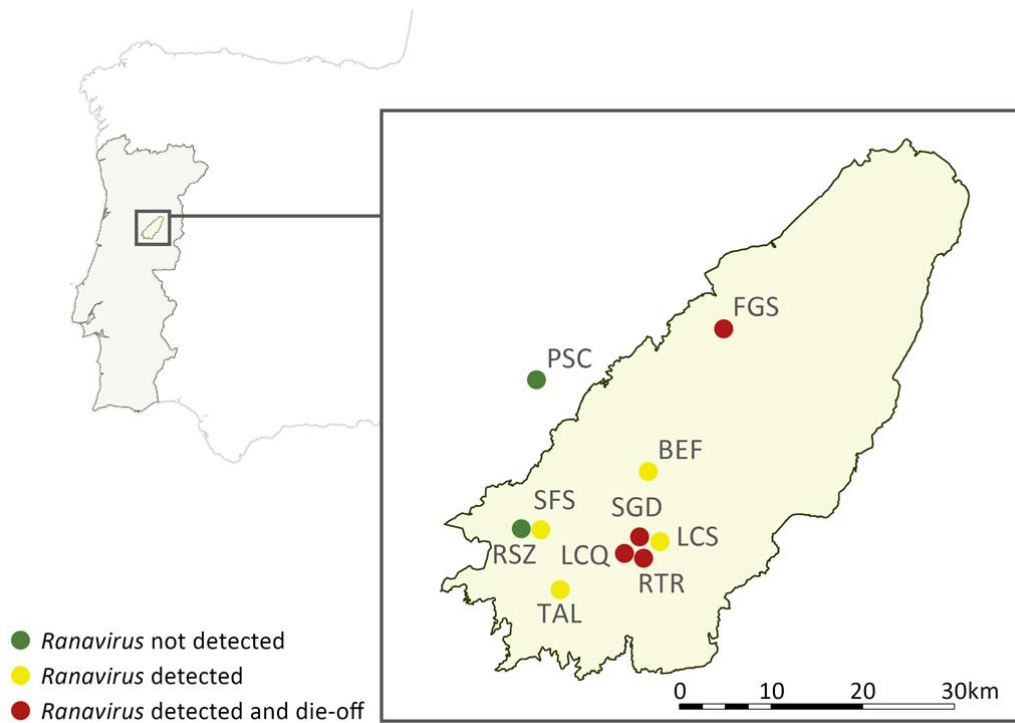 FGS
PSC
BEF
SFS
SGD
LCS
RSZ
LCQ
RTR
TAL
Ranavirus not detected
Ranavirus detected
Ranavirus detected and die-off
0 10 20 30km